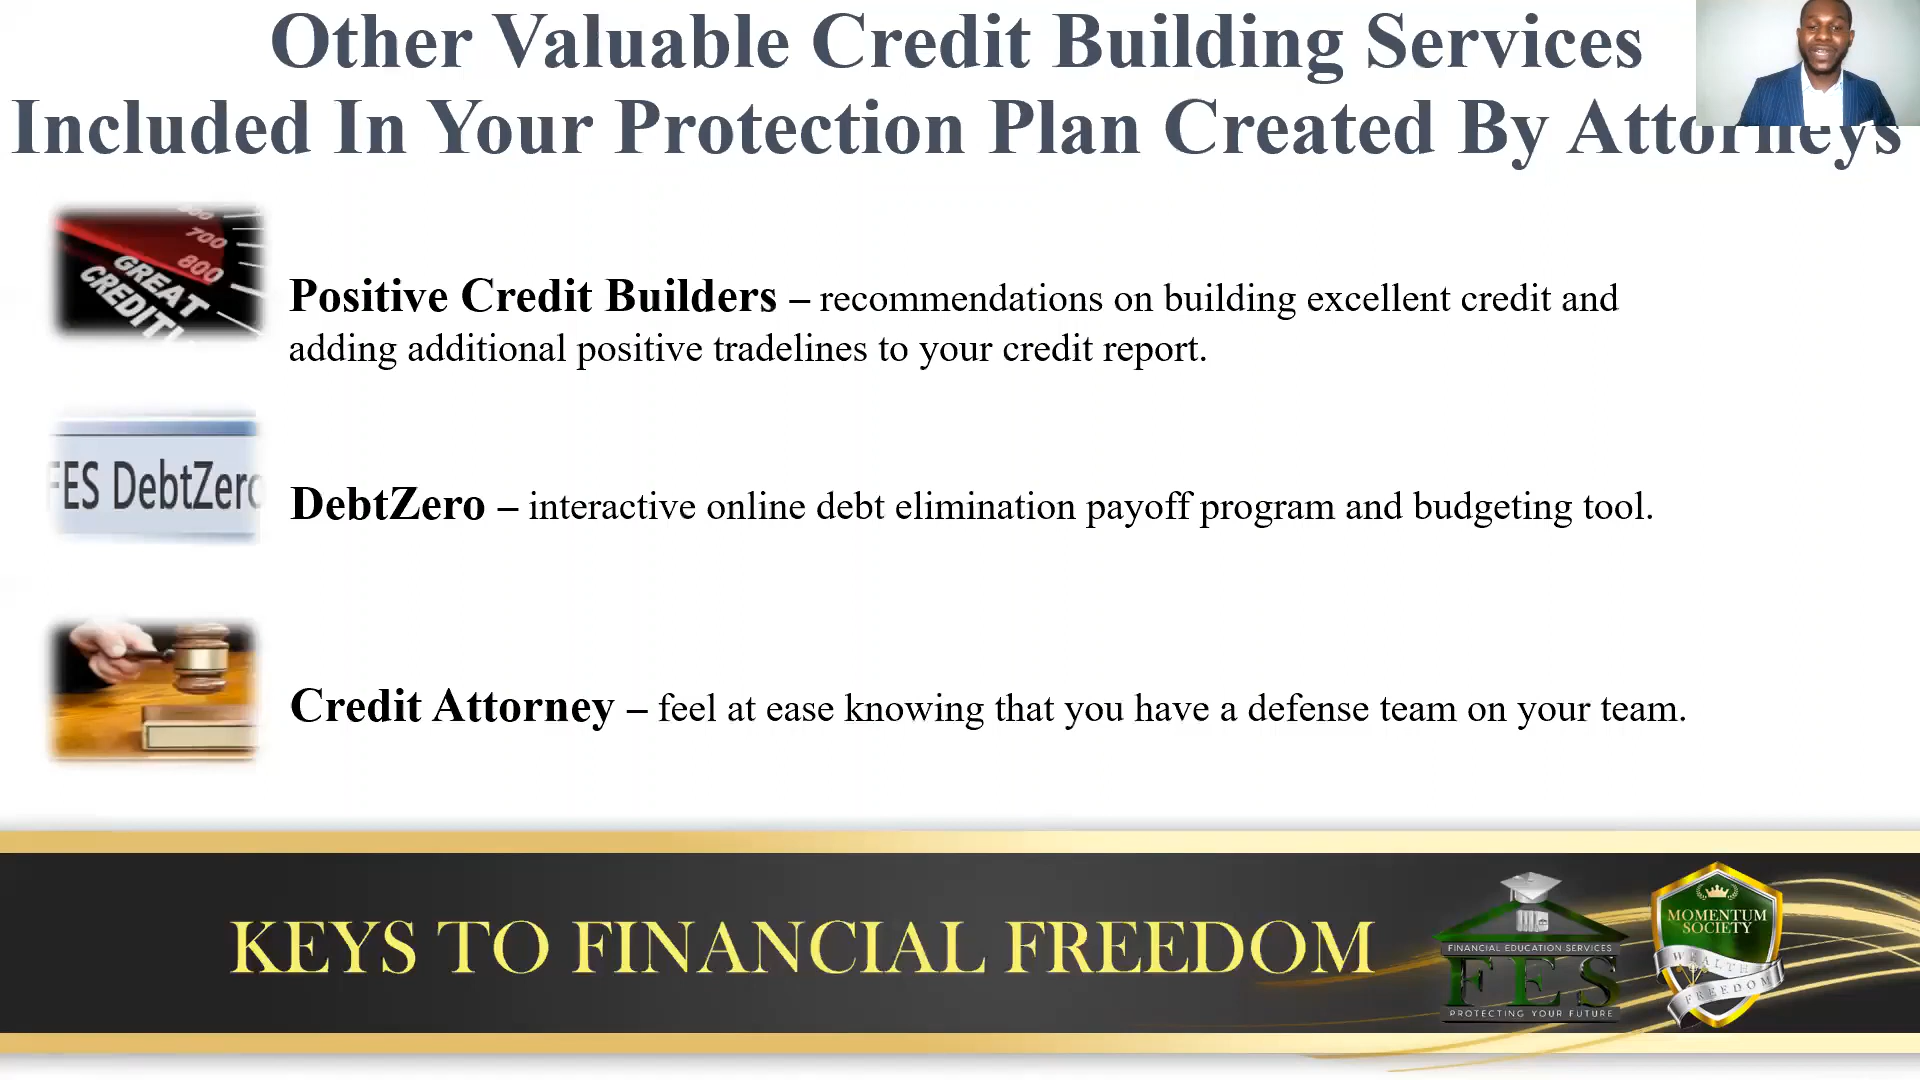 Other Valuable Credit Building Services
Included In Your Protection Plan Created By Attorneys
700
800
GREAT
CREDIT
Positive Credit Builders – recommendations on building excellent credit and
adding additional positive tradelines to your credit report.
FES DebtZero
DebtZero – interactive online debt elimination payoff program and budgeting tool.
Credit Attorney – feel at ease knowing that you have a defense team on your team.
KEYS TO FINANCIAL FREEDOM
FINANCIAL EDUCATION SERVICES
FES
PROTECTING YOUR FUTURE
MOMENTUM
SOCIETY
WEALTH
FREEDOM